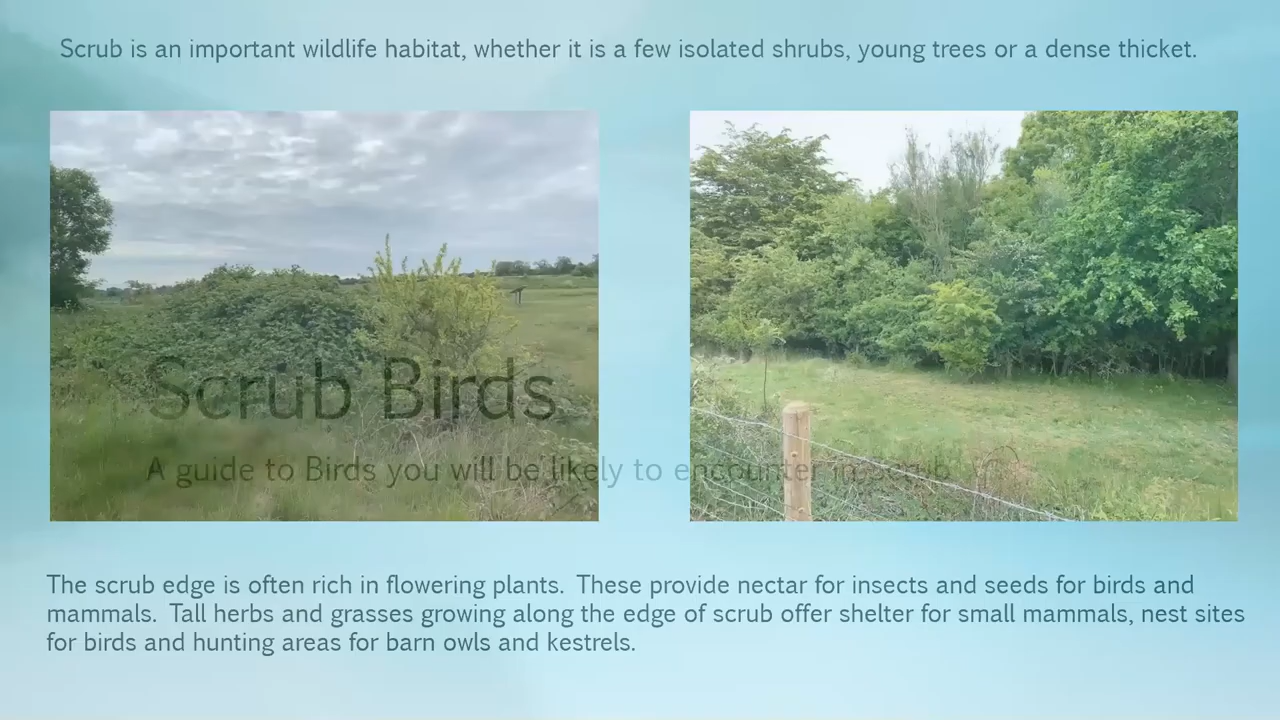 Scrub is an important wildlife habitat, whether it is a few isolated shrubs, young trees or a dense thicket.
Scrub Birds
A guide to Birds you will be likely to encounter in scrub
The scrub edge is often rich in flowering plants. These provide nectar for insects and seeds for birds and
mammals. Tall herbs and grasses growing along the edge of scrub offer shelter for small mammals, nest sites
for birds and hunting areas for barn owls and kestrels.